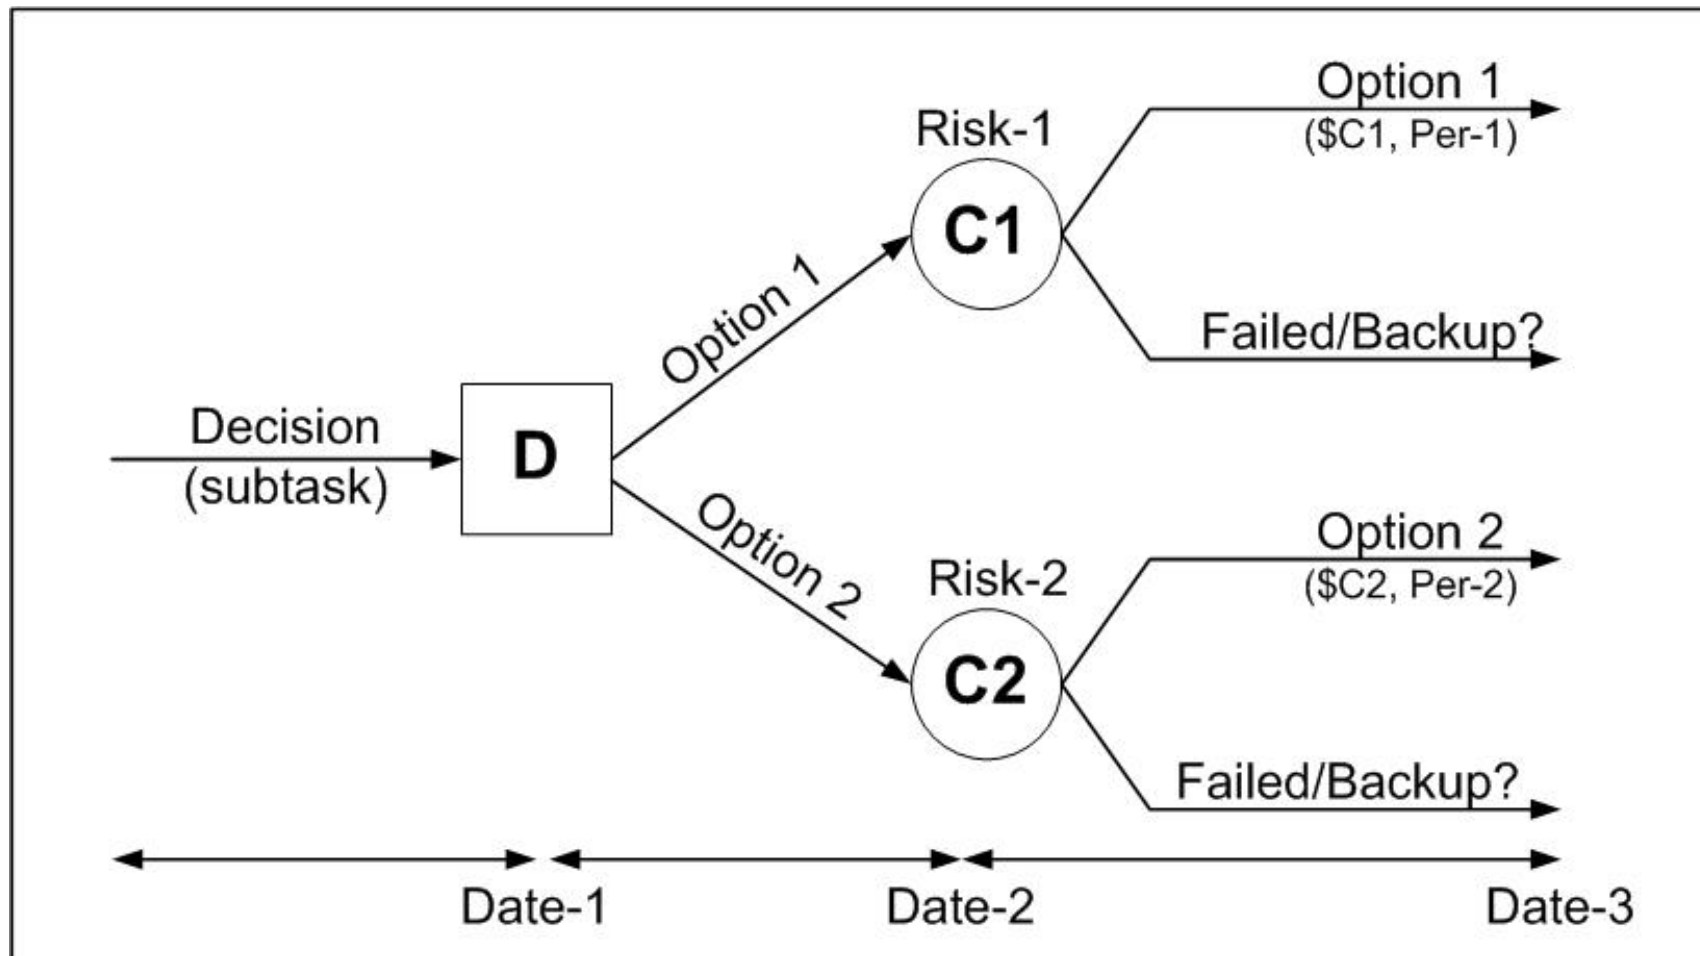 Option 1
($C1, Per-1)
Risk-1
C1
Option 1
Failed/Backup?
Decision
(subtask)
D
Option 2
Risk-2
C2
Option 2
($C2, Per-2)
Failed/Backup?
Date-1
Date-2
Date-3